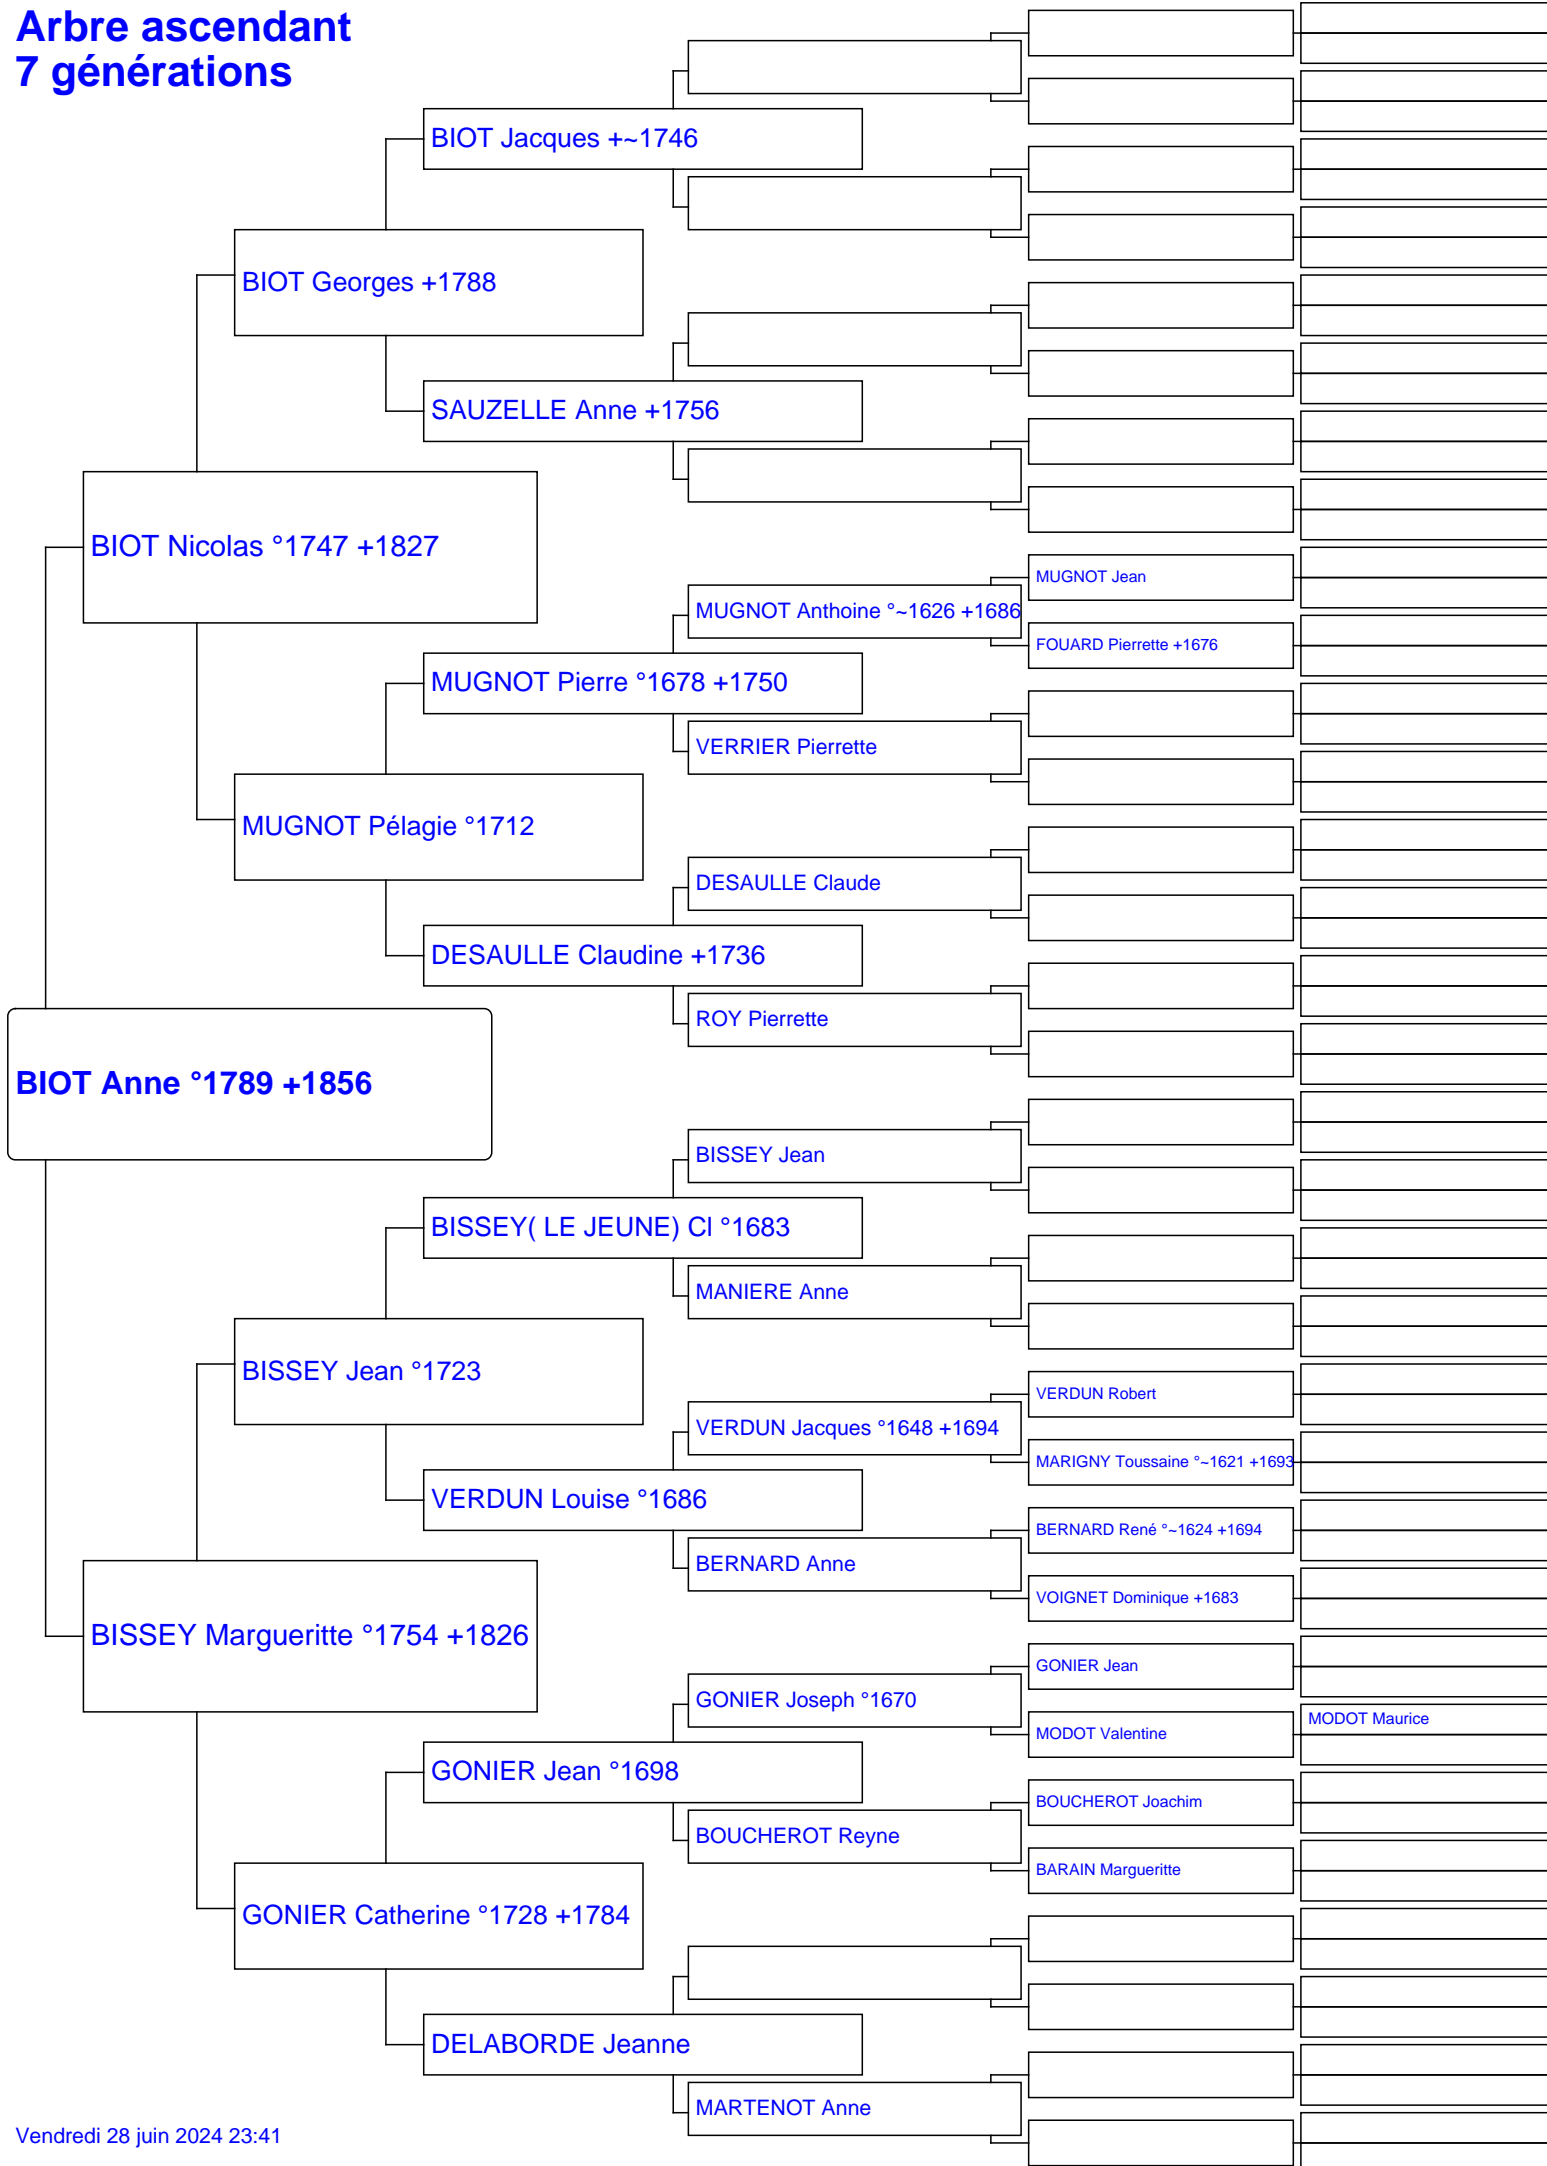 Arbre ascendant
7 générations
BIOT Jacques +~1746
BIOT Georges +1788
SAUZELLE Anne +1756
BIOT Nicolas °1747 +1827
MUGNOT Jean
MUGNOT Anthoine °~1626 +1686
FOUARD Pierrette +1676
MUGNOT Pierre °1678 +1750
VERRIER Pierrette
MUGNOT Pélagie °1712
DESAULLE Claude
DESAULLE Claudine +1736
ROY Pierrette
BIOT Anne °1789 +1856
BISSEY Jean
BISSEY( LE JEUNE) Cl °1683
MANIERE Anne
BISSEY Jean °1723
VERDUN Robert
VERDUN Jacques °1648 +1694
MARIGNY Toussaine °~1621 +1693
VERDUN Louise °1686
BERNARD René °~1624 +1694
BERNARD Anne
VOIGNET Dominique +1683
BISSEY Margueritte °1754 +1826
GONIER Jean
GONIER Joseph °1670
MODOT Maurice
MODOT Valentine
GONIER Jean °1698
BOUCHEROT Joachim
BOUCHEROT Reyne
BARAIN Margueritte
GONIER Catherine °1728 +1784
DELABORDE Jeanne
MARTENOT Anne
Vendredi 28 juin 2024 23:41